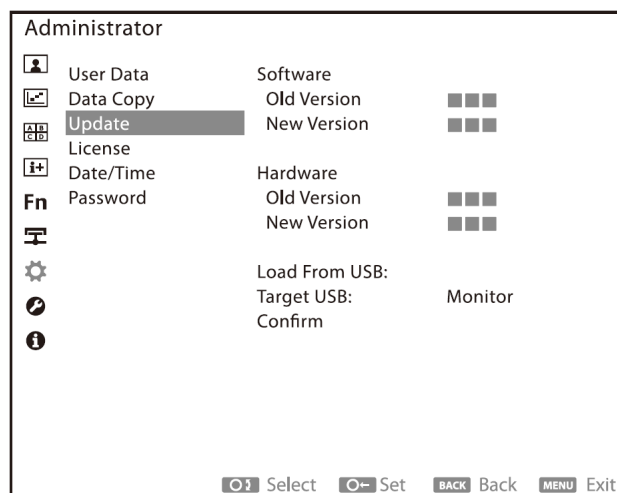 Administrator
User Data
Data Copy
Update
License
Date/Time
Password
A B
C D
i+
Fn
i
Software
Old Version
New Version
Hardware
Old Version
New Version
Load From USB:
Target USB: Monitor
Confirm
Select Set BACK Back MENU Exit